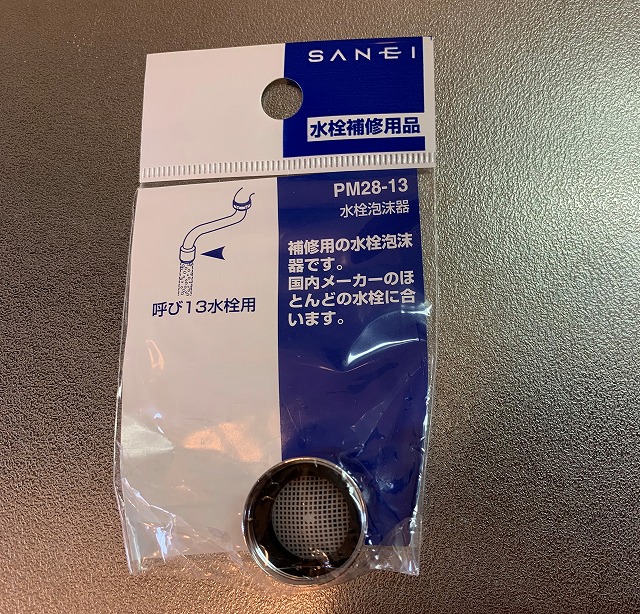 SANEI
水栓補修用品
PM28-13
水栓泡沫器
補修用の水栓泡沫
器です。
国内メーカーのほ
とんどの水栓に合
います。
呼び13水栓用